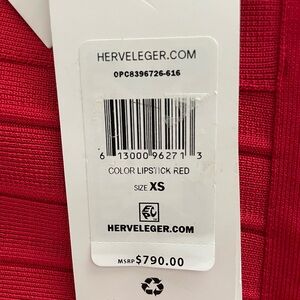 HERVELEGER.COM
0PC8396726-616
6 13000 96271 3
COLOR LIPSTICK RED
SIZE XS
HERVELEGER.COM
MSRP $790.00